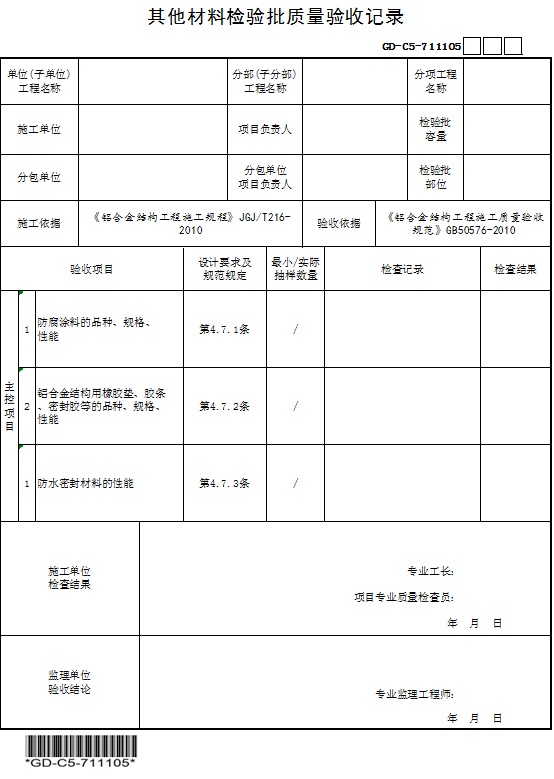 其他材料检验批质量验收记录
GD-C5-711105□□□
单位(子单位)
工程名称
分部(子分部)
工程名称
分项工程
名称
施工单位
项目负责人
检验批
容量
分包单位
分包单位
项目负责人
检验批
部位
施工依据
《铝合金结构工程施工规程》JGJ/T216-
2010
验收依据
《铝合金结构工程施工质量验收
规范》GB50576-2010
验收项目
设计要求及
规范规定
最小/实际
抽样数量
检查记录
检查结果
主
控
项
目
1
防腐涂料的品种、规格、
性能
第4.7.1条
/
2
铝合金结构用橡胶垫、胶条
、密封胶等的品种、规格、
性能
第4.7.2条
/
1
防水密封材料的性能
第4.7.3条
/
施工单位
检查结果
专业工长：
项目专业质量检查员：
年 月 日
监理单位
验收结论
专业监理工程师：
年 月 日
*GD-C5-711105*